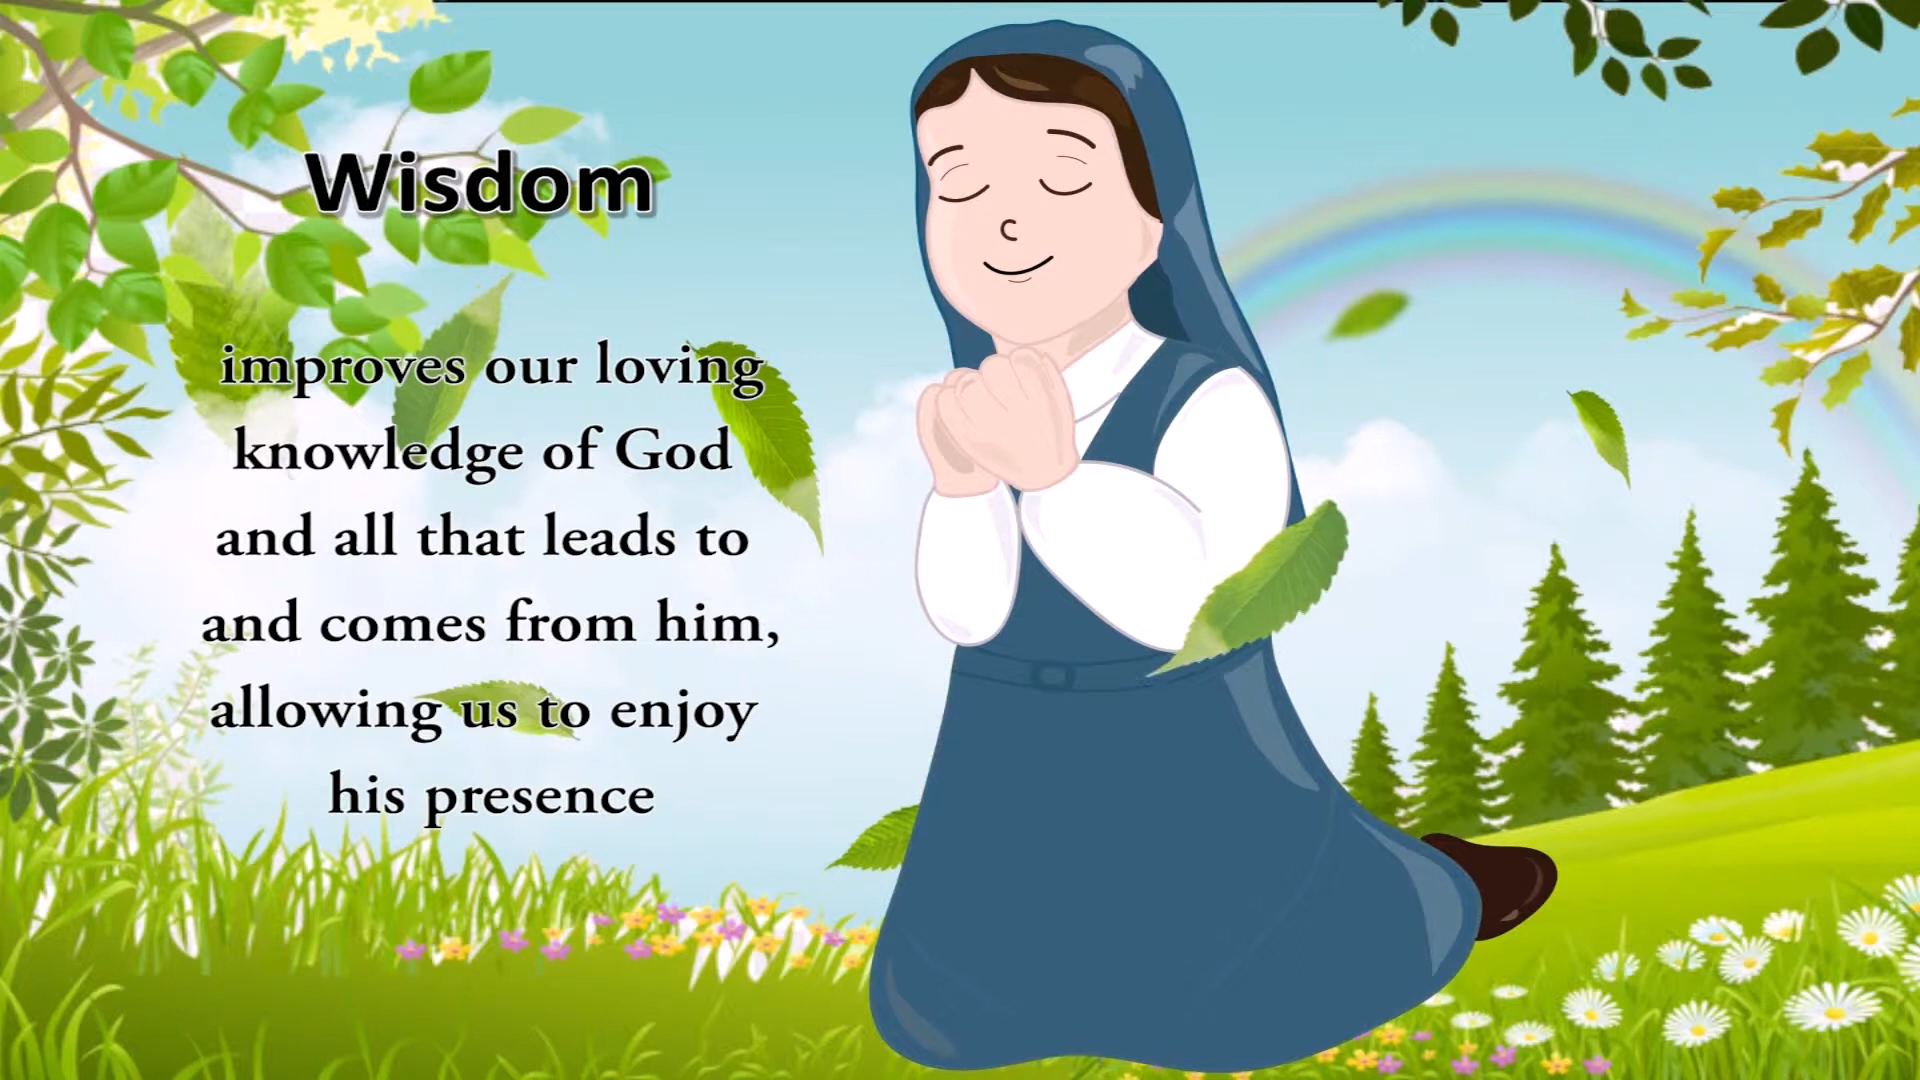 Wisdom
improves our loving
knowledge of God
and all that leads to
and comes from him,
allowing us to enjoy
his presence